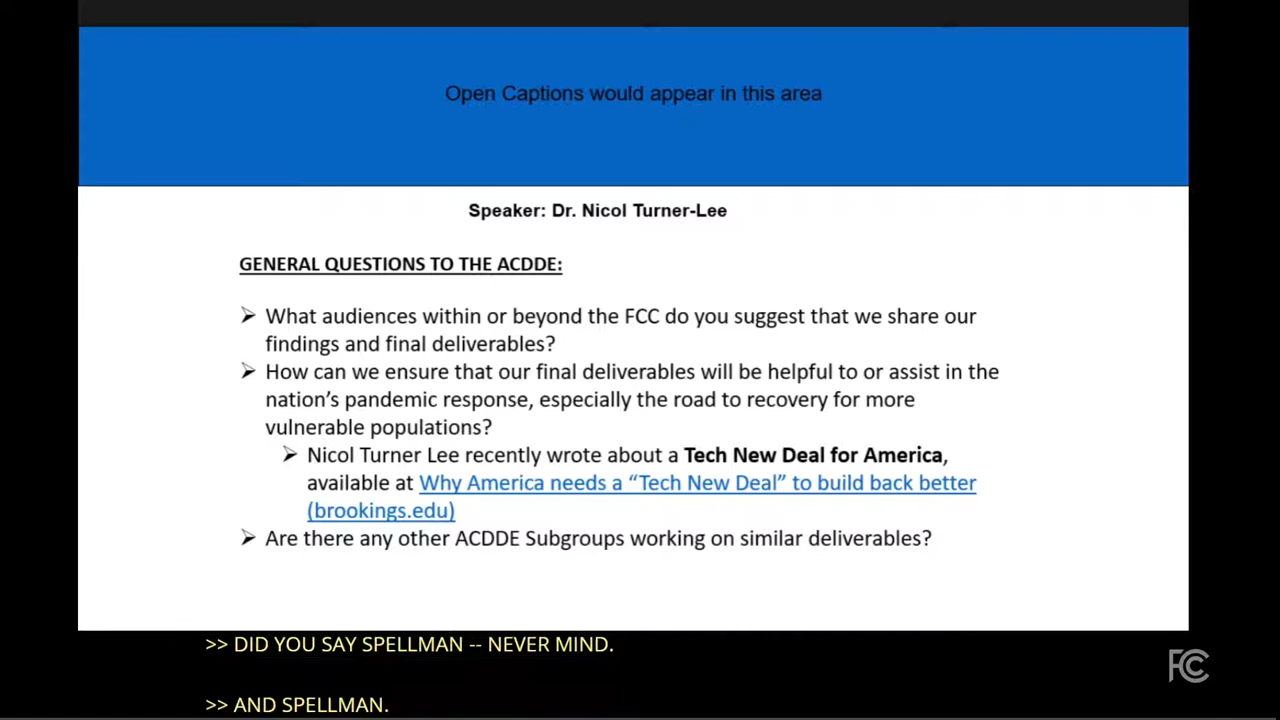 Open Captions would appear in this area
Speaker: Dr. Nicol Turner-Lee
GENERAL QUESTIONS TO THE ACDDE:
➢ What audiences within or beyond the FCC do you suggest that we share our
findings and final deliverables?
➢ How can we ensure that our final deliverables will be helpful to or assist in the
nation’s pandemic response, especially the road to recovery for more
vulnerable populations?
➢ Nicol Turner Lee recently wrote about a Tech New Deal for America,
available at Why America needs a “Tech New Deal” to build back better
(brookings.edu)
➢ Are there any other ACDDE Subgroups working on similar deliverables?
>> DID YOU SAY SPELLMAN -- NEVER MIND.
FCC
>> AND SPELLMAN.